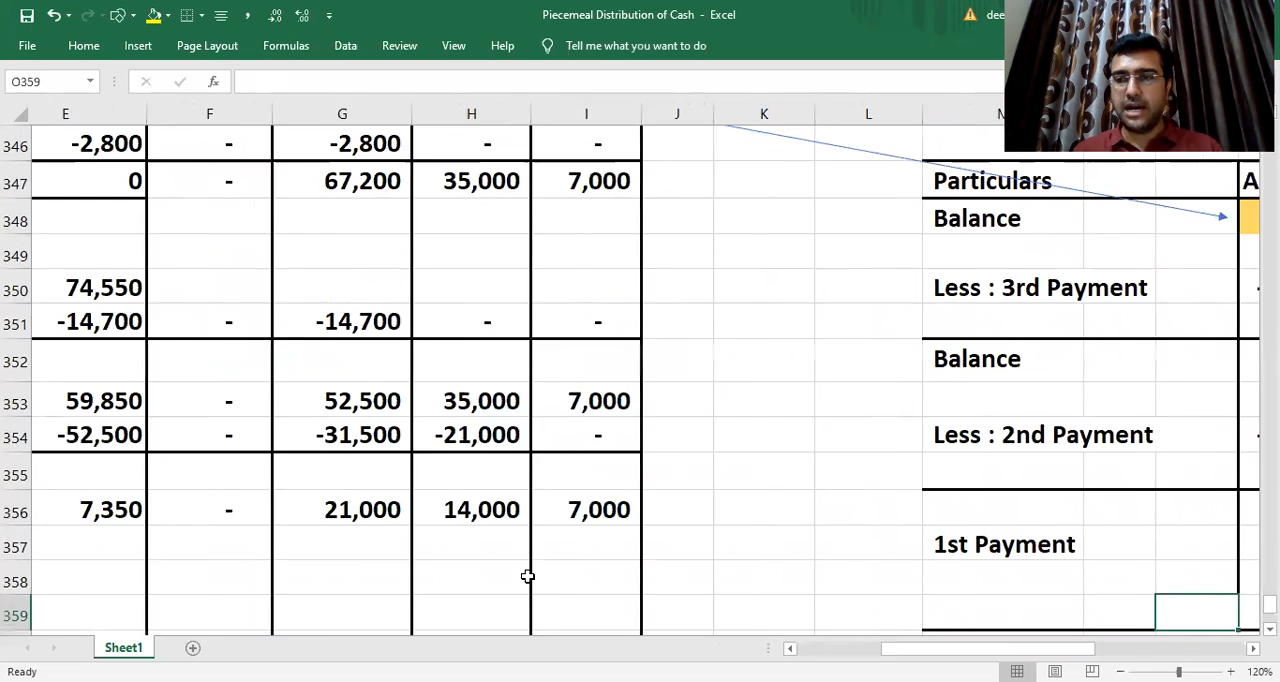 Piecemeal Distribution of Cash - Excel
dee
File Home Insert Page Layout Formulas Data Review View Help Tell me what you want to do
O359
fx
E F G H I J K L M
346 -2,800 - -2,800 - -
347 0 - 67,200 35,000 7,000 Particulars A
348 Balance
349
350 74,550 Less : 3rd Payment -
351 -14,700 - -14,700 - -
352 Balance
353 59,850 - 52,500 35,000 7,000
354 -52,500 - -31,500 -21,000 - Less : 2nd Payment -
355
356 7,350 - 21,000 14,000 7,000
357 1st Payment
358
359
Sheet1
Ready
120%